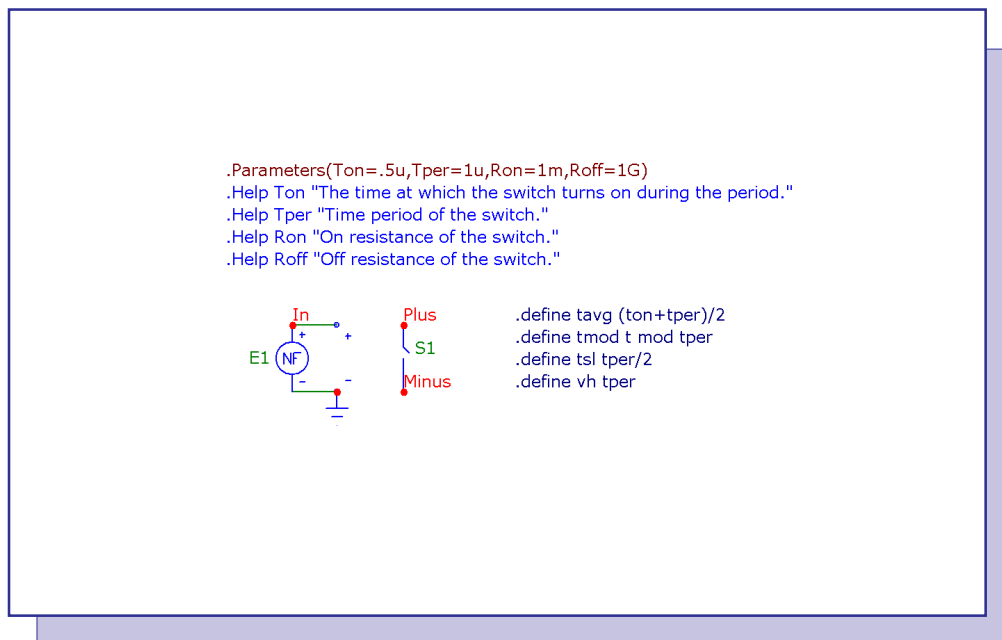 .Parameters(Ton=.5u,Tper=1u,Ron=1m,Roff=1G)
.Help Ton "The time at which the switch turns on during the period."
.Help Tper "Time period of the switch."
.Help Ron "On resistance of the switch."
.Help Roff "Off resistance of the switch."
In
Plus
.define tavg (ton+tper)/2
+
+
.define tmod t mod tper
E1
NF
S1
.define tsl tper/2
-
-
Minus
.define vh tper